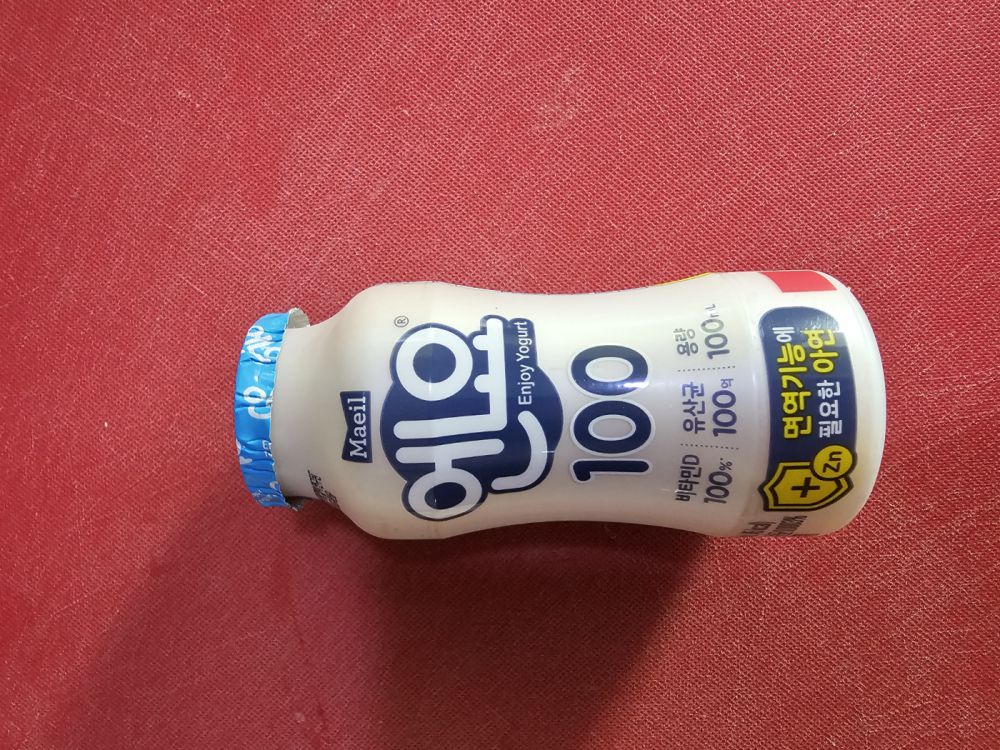 Maeil
엔요
®
Enjoy Yogurt
100
비타민D 유산균 용량
100%* 100억 100mL
면역기능에
필요한 아연
Zn